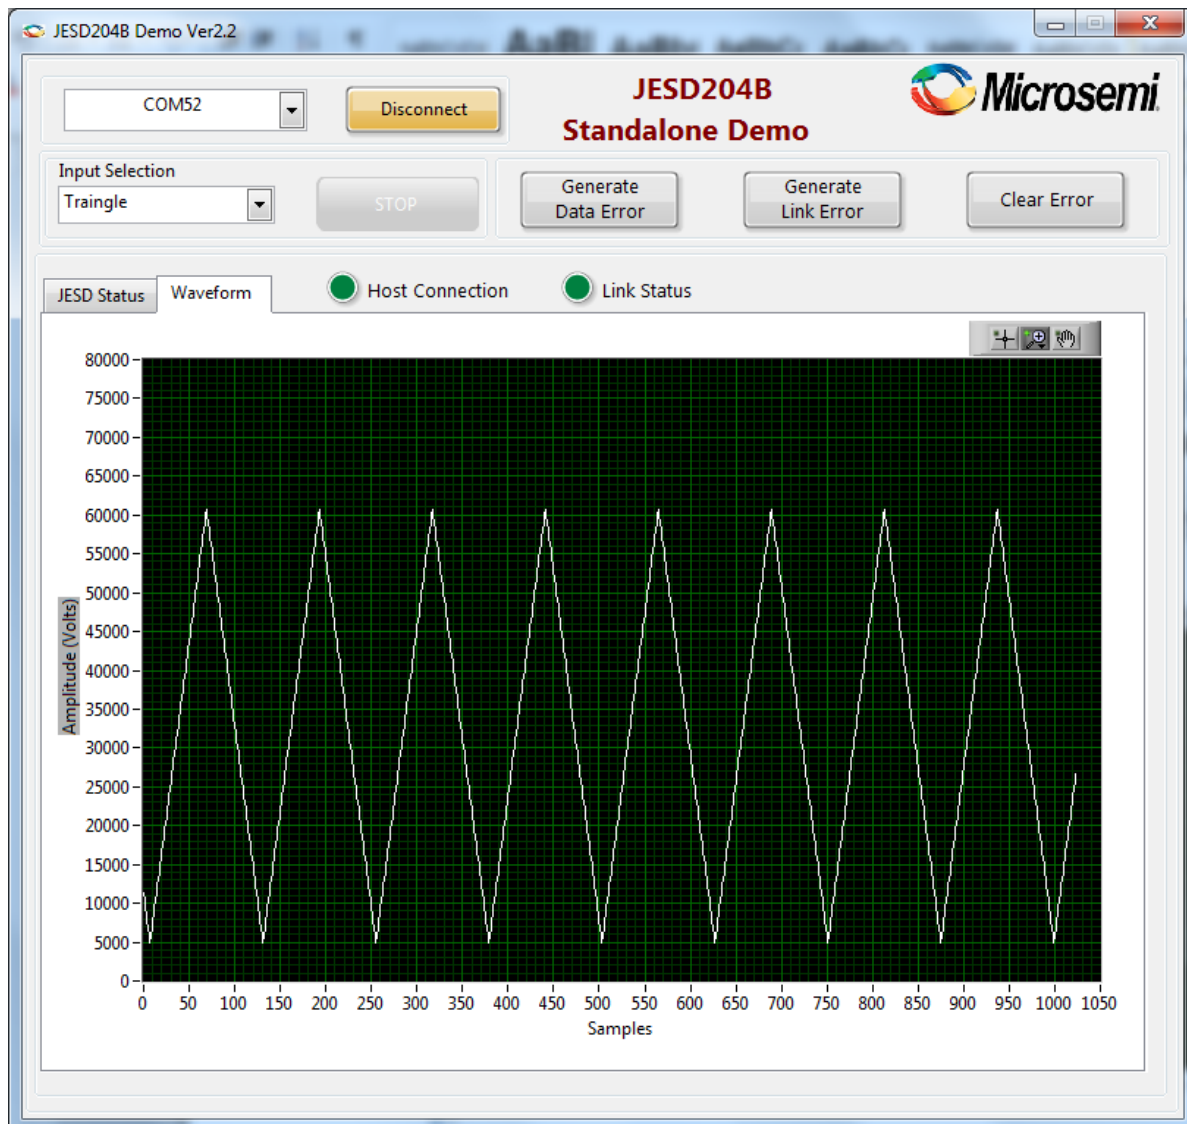 JESD204B Demo Ver2.2
COM52
Disconnect
JESD204B
Standalone Demo
Microsemi.
Input Selection
Traingle
STOP
Generate
Data Error
Generate
Link Error
Clear Error
JESD Status
Waveform
Host Connection
Link Status
80000
75000
70000
65000
60000
55000
50000
45000
40000
35000
30000
25000
20000
15000
10000
5000
0
Amplitude (Volts)
0 50 100 150 200 250 300 350 400 450 500 550 600 650 700 750 800 850 900 950 1000 1050
Samples